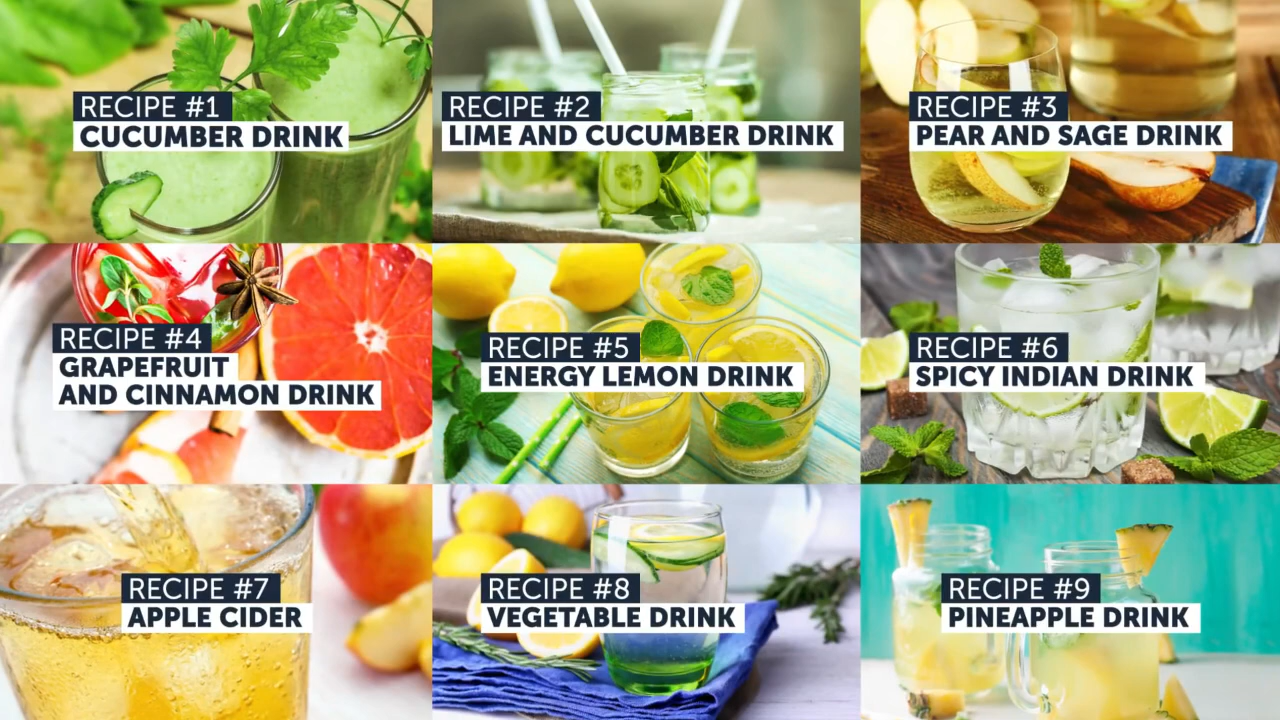 RECIPE #1
CUCUMBER DRINK
RECIPE #2
LIME AND CUCUMBER DRINK
RECIPE #3
PEAR AND SAGE DRINK
RECIPE #4
GRAPEFRUIT
AND CINNAMON DRINK
RECIPE #5
ENERGY LEMON DRINK
RECIPE #6
SPICY INDIAN DRINK
RECIPE #7
APPLE CIDER
RECIPE #8
VEGETABLE DRINK
RECIPE #9
PINEAPPLE DRINK